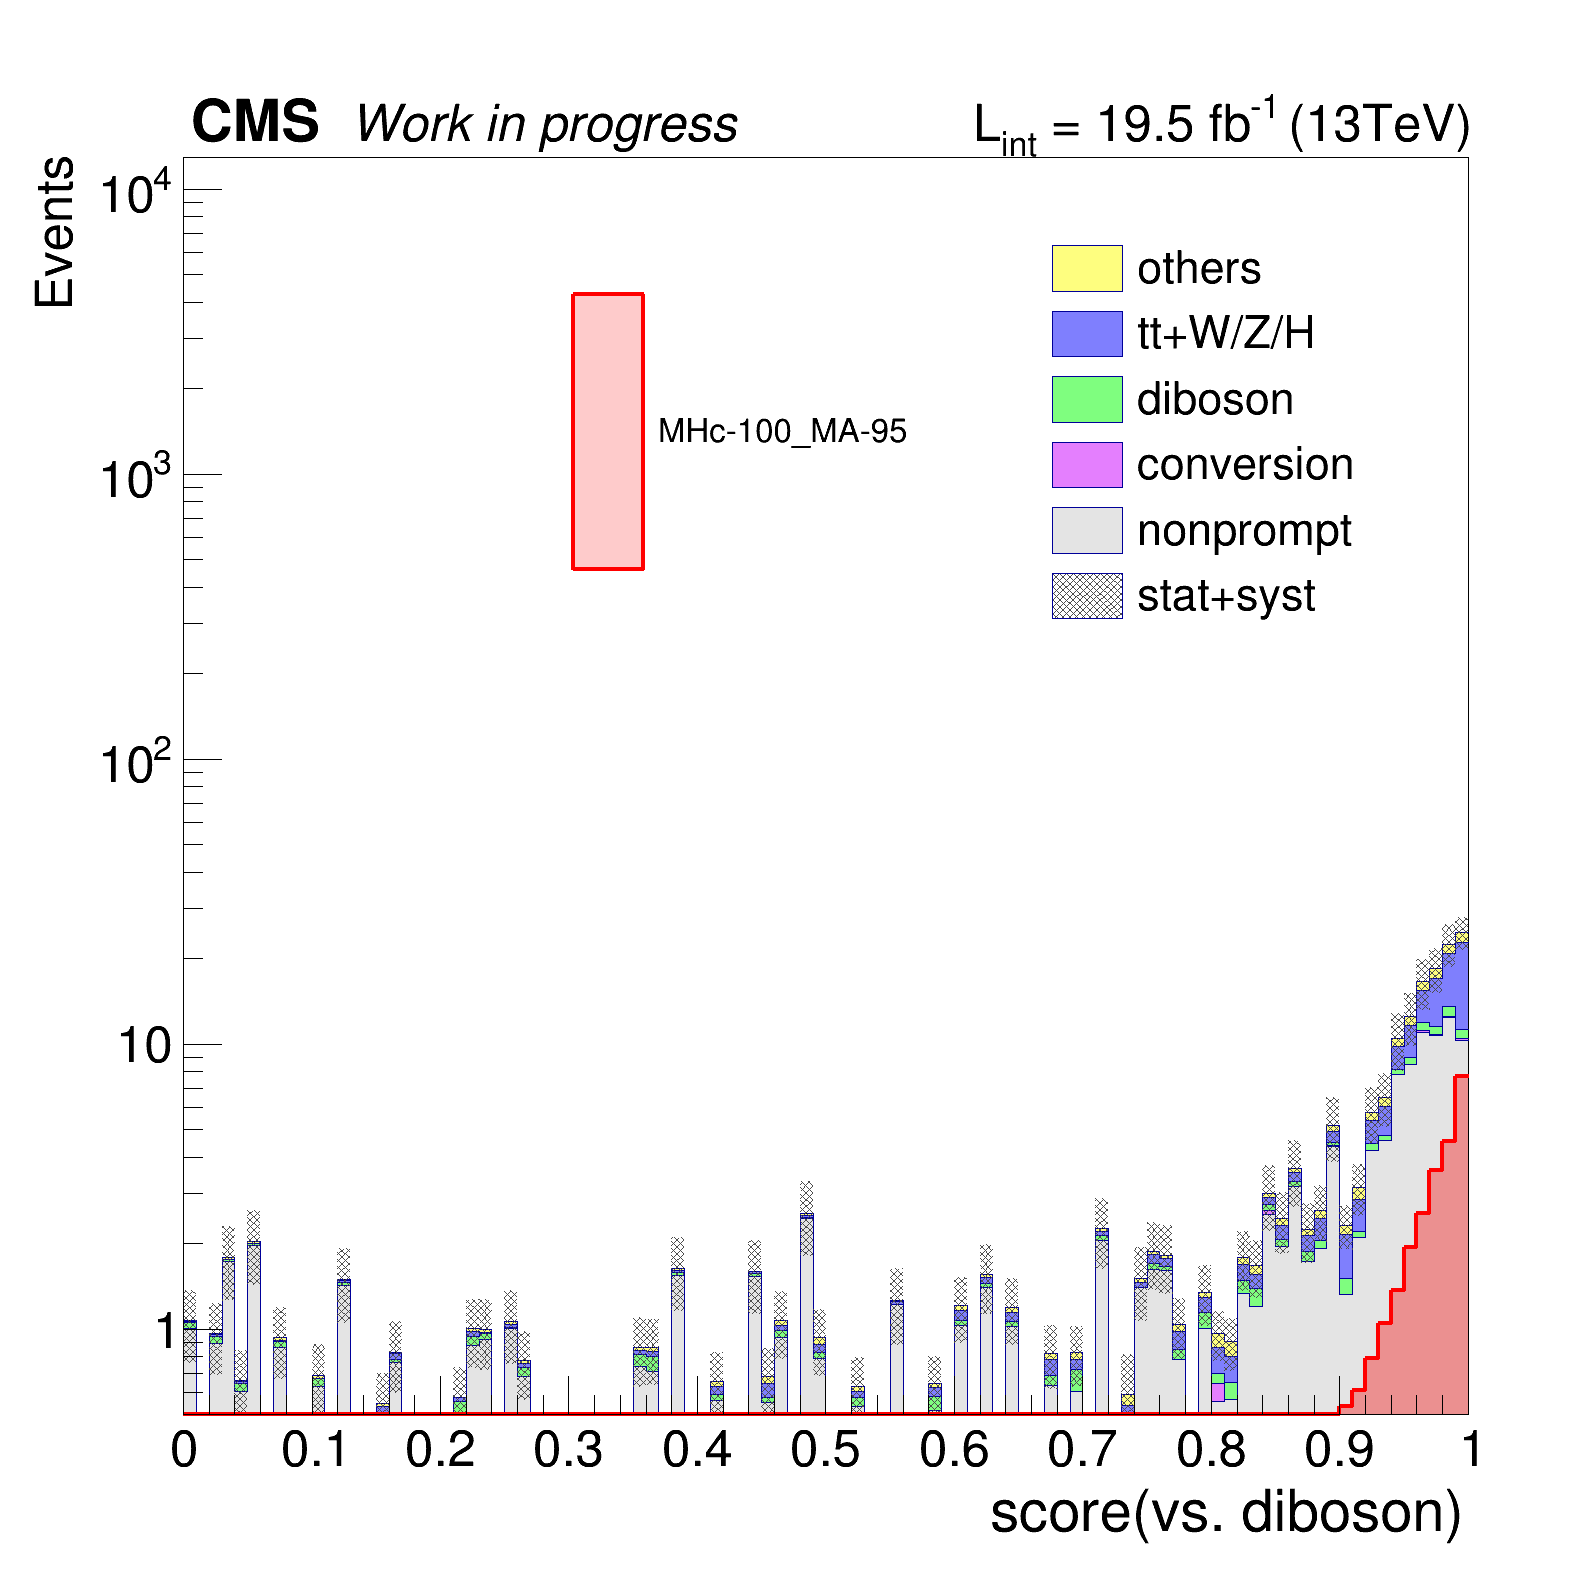 CMS Work in progress L_int = 19.5 fb^-1 (13TeV)
Events
10^4
10^3
10^2
10
1
others
tt+W/Z/H
diboson
conversion
nonprompt
stat+syst
MHc-100_MA-95
0 0.1 0.2 0.3 0.4 0.5 0.6 0.7 0.8 0.9 1
score(vs. diboson)